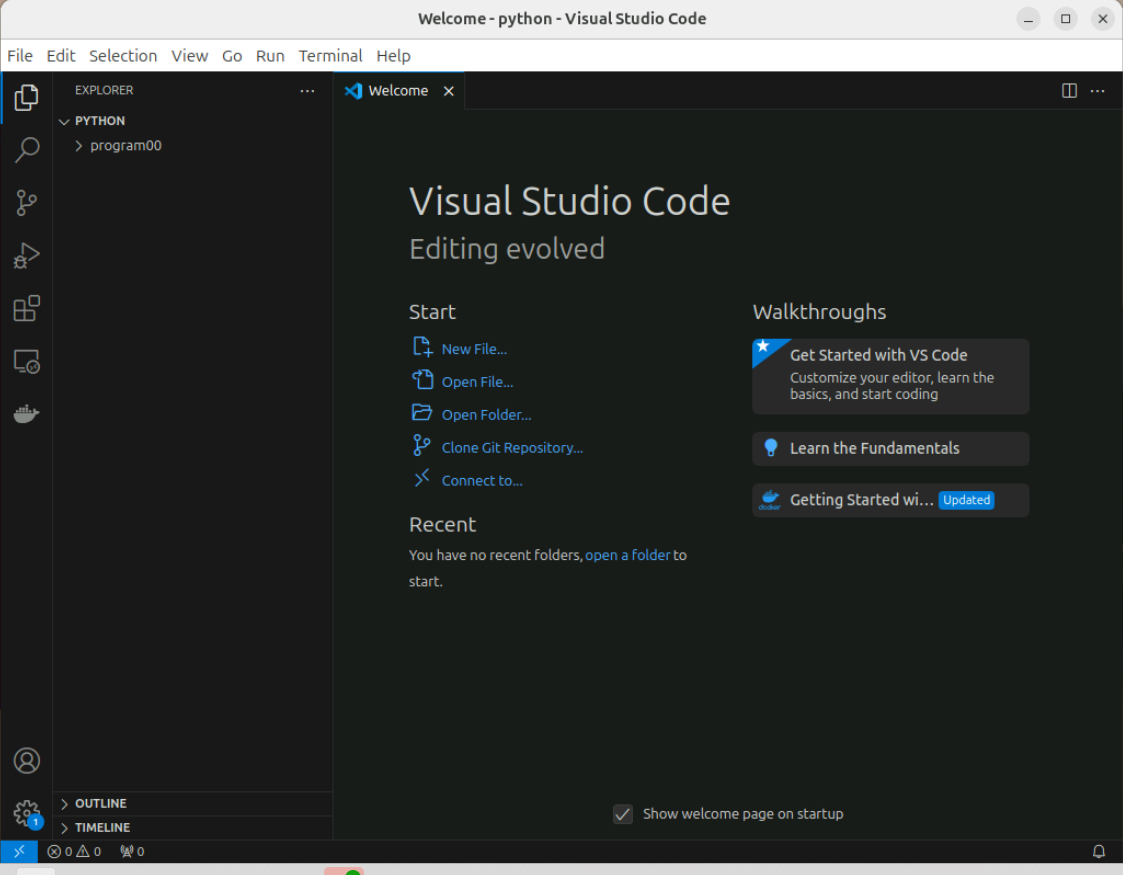 Welcome - python - Visual Studio Code
File Edit Selection View Go Run Terminal Help
EXPLORER
Welcome
PYTHON
program00
Visual Studio Code
Editing evolved
Start
New File...
Open File...
Open Folder...
Clone Git Repository...
Connect to...
Recent
You have no recent folders, open a folder to
start.
Walkthroughs
Get Started with VS Code
Customize your editor, learn the
basics, and start coding
Learn the Fundamentals
docker
Getting Started wi... Updated
Show welcome page on startup
1
OUTLINE
TIMELINE
0 0 0